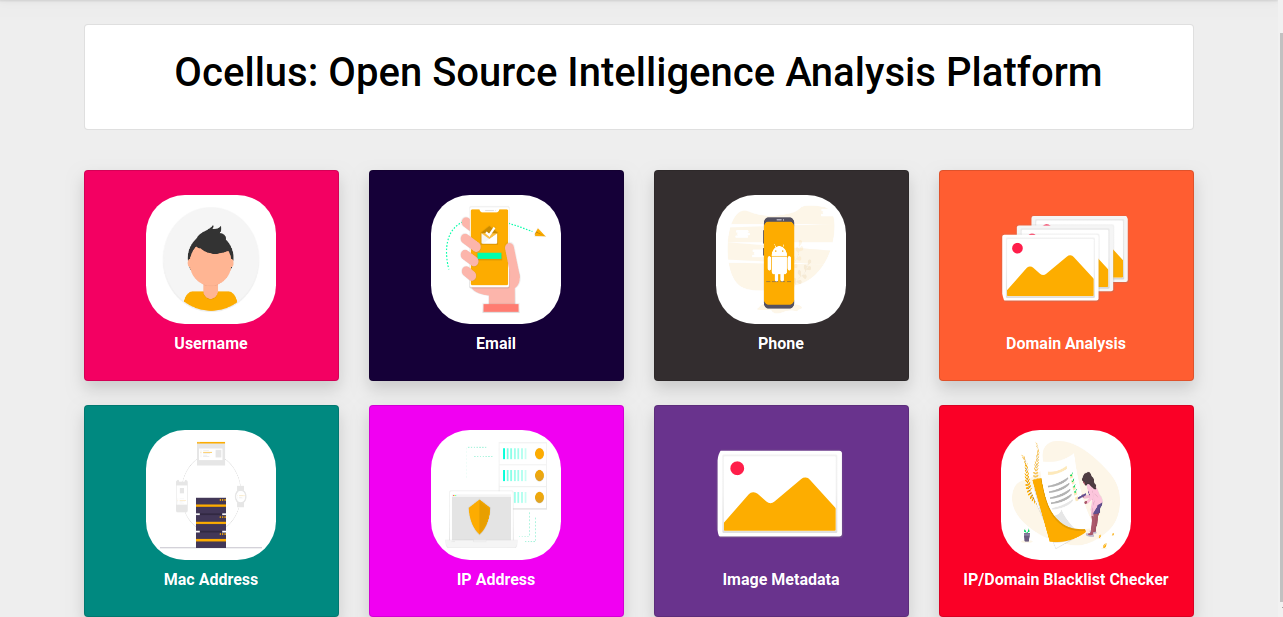 Ocellus: Open Source Intelligence Analysis Platform
Username
Email
Phone
Domain Analysis
Mac Address
IP Address
Image Metadata
IP/Domain Blacklist Checker